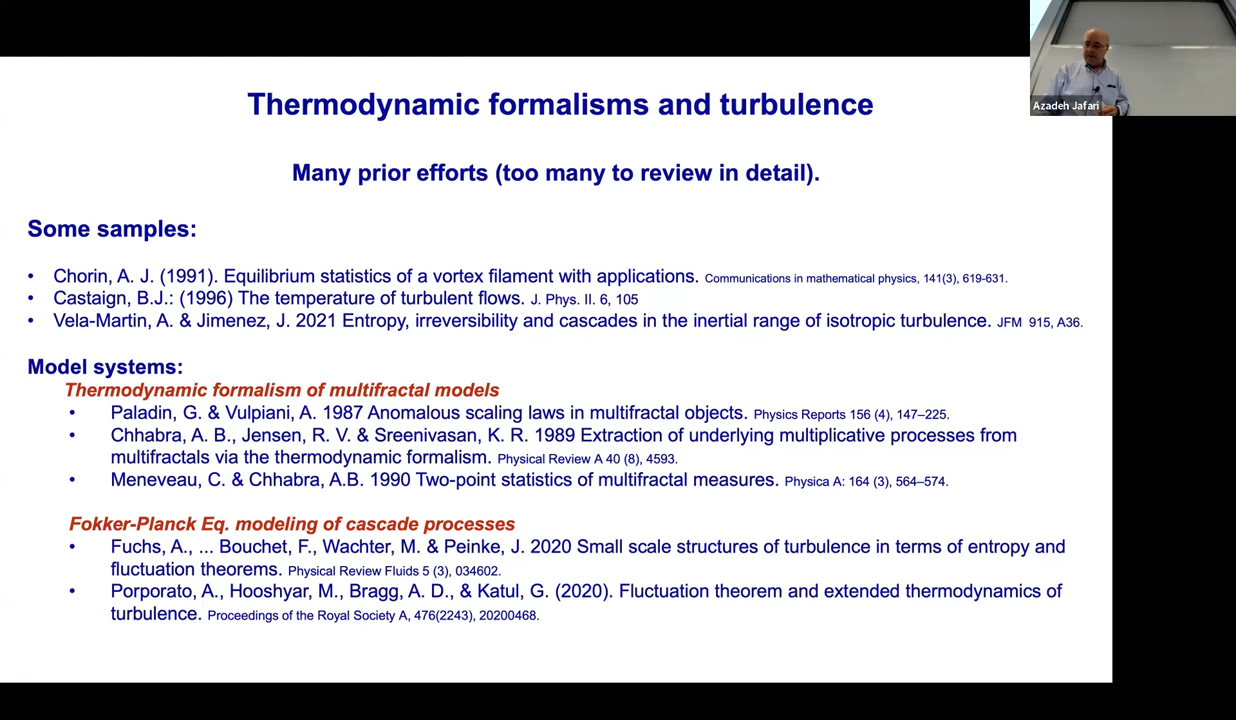 Azadeh Jafari
Thermodynamic formalisms and turbulence
Many prior efforts (too many to review in detail).
Some samples:
• Chorin, A. J. (1991). Equilibrium statistics of a vortex filament with applications. Communications in mathematical physics, 141(3), 619-631.
• Castaign, B.J.: (1996) The temperature of turbulent flows. J. Phys. II. 6, 105
• Vela-Martin, A. & Jimenez, J. 2021 Entropy, irreversibility and cascades in the inertial range of isotropic turbulence. JFM 915, A36.
Model systems:
Thermodynamic formalism of multifractal models
• Paladin, G. & Vulpiani, A. 1987 Anomalous scaling laws in multifractal objects. Physics Reports 156 (4), 147–225.
• Chhabra, A. B., Jensen, R. V. & Sreenivasan, K. R. 1989 Extraction of underlying multiplicative processes from
multifractals via the thermodynamic formalism. Physical Review A 40 (8), 4593.
• Meneveau, C. & Chhabra, A.B. 1990 Two-point statistics of multifractal measures. Physica A: 164 (3), 564–574.
Fokker-Planck Eq. modeling of cascade processes
• Fuchs, A., ... Bouchet, F., Wachter, M. & Peinke, J. 2020 Small scale structures of turbulence in terms of entropy and
fluctuation theorems. Physical Review Fluids 5 (3), 034602.
• Porporato, A., Hooshyar, M., Bragg, A. D., & Katul, G. (2020). Fluctuation theorem and extended thermodynamics of
turbulence. Proceedings of the Royal Society A, 476(2243), 20200468.